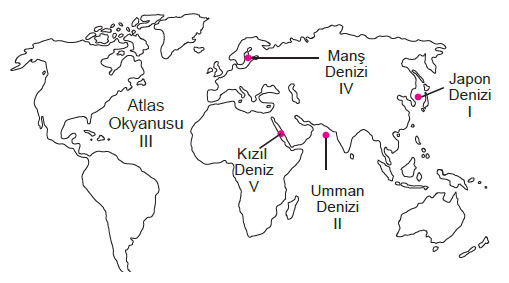 Manş
Denizi
IV
Japon
Denizi
I
Atlas
Okyanusu
III
Kızıl
Deniz
V
Umman
Denizi
II